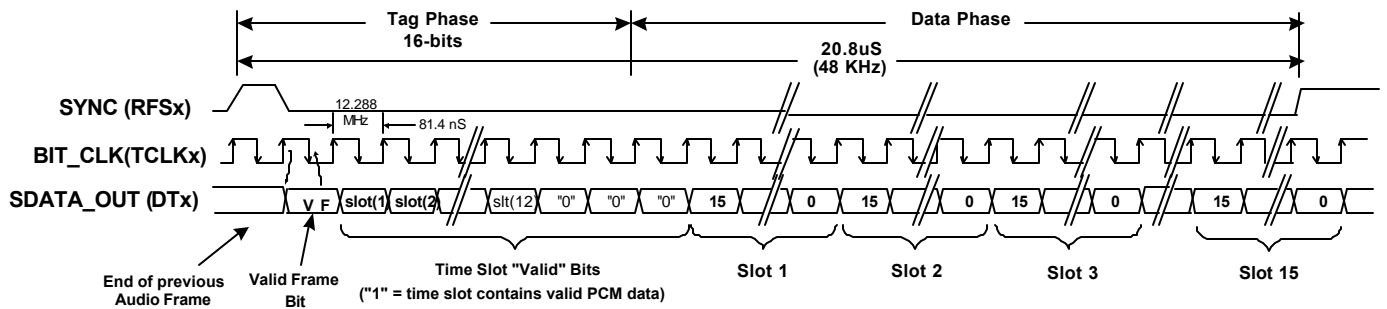 Tag Phase
16-bits
Data Phase
20.8uS
(48 KHz)
SYNC (RFSx)
12.288
MHz
81.4 nS
BIT_CLK(TCLKx)
SDATA_OUT (DTx)
V F
slot(1
slot(2
slt(12
"0"
"0"
"0"
15
0
15
0
15
0
15
0
End of previous
Audio Frame
Valid Frame
Bit
Time Slot "Valid" Bits
("1" = time slot contains valid PCM data)
Slot 1
Slot 2
Slot 3
Slot 15